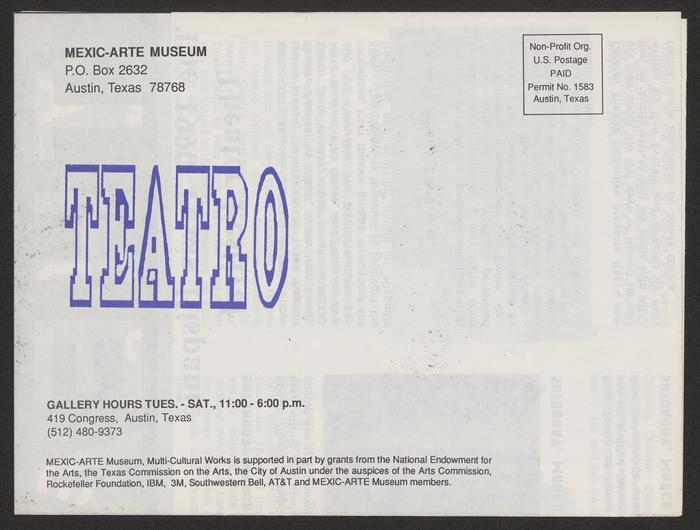 MEXIC-ARTE MUSEUM
P.O. Box 2632
Austin, Texas 78768
Non-Profit Org.
U.S. Postage
PAID
Permit No. 1583
Austin, Texas
TEATRO
GALLERY HOURS TUES. - SAT., 11:00 - 6:00 p.m.
419 Congress, Austin, Texas
(512) 480-9373
MEXIC-ARTE Museum, Multi-Cultural Works is supported in part by grants from the National Endowment for
the Arts, the Texas Commission on the Arts, the City of Austin under the auspices of the Arts Commission,
Rockefeller Foundation, IBM, 3M, Southwestern Bell, AT&T and MEXIC-ARTE Museum members.